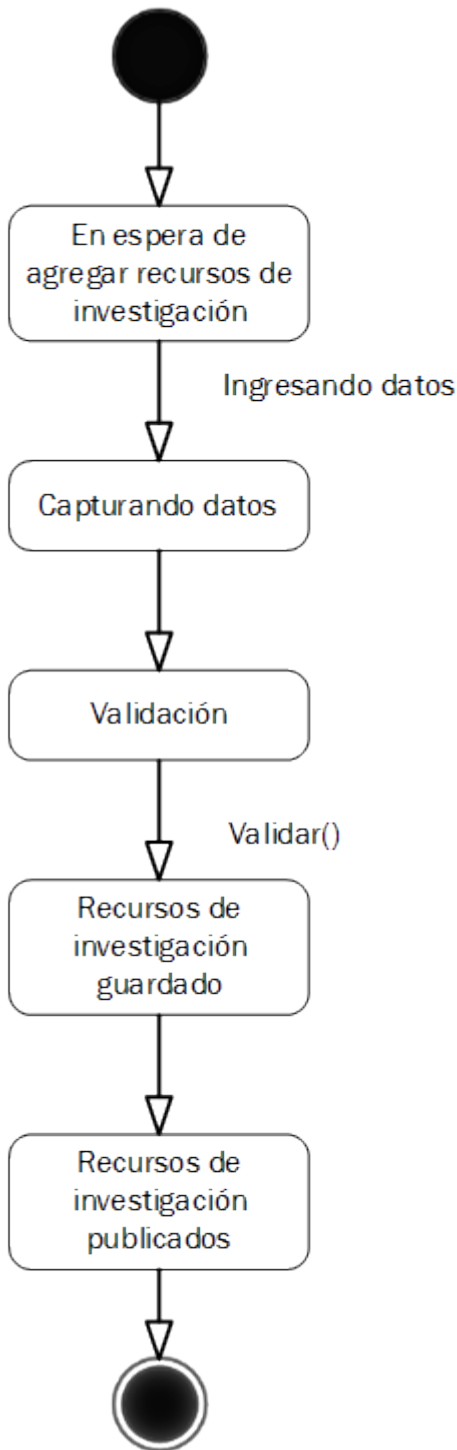 En espera de
agregar recursos de
investigación
Ingresando datos
Capturando datos
Validación
Validar()
Recursos de
investigación
guardado
Recursos de
investigación
publicados